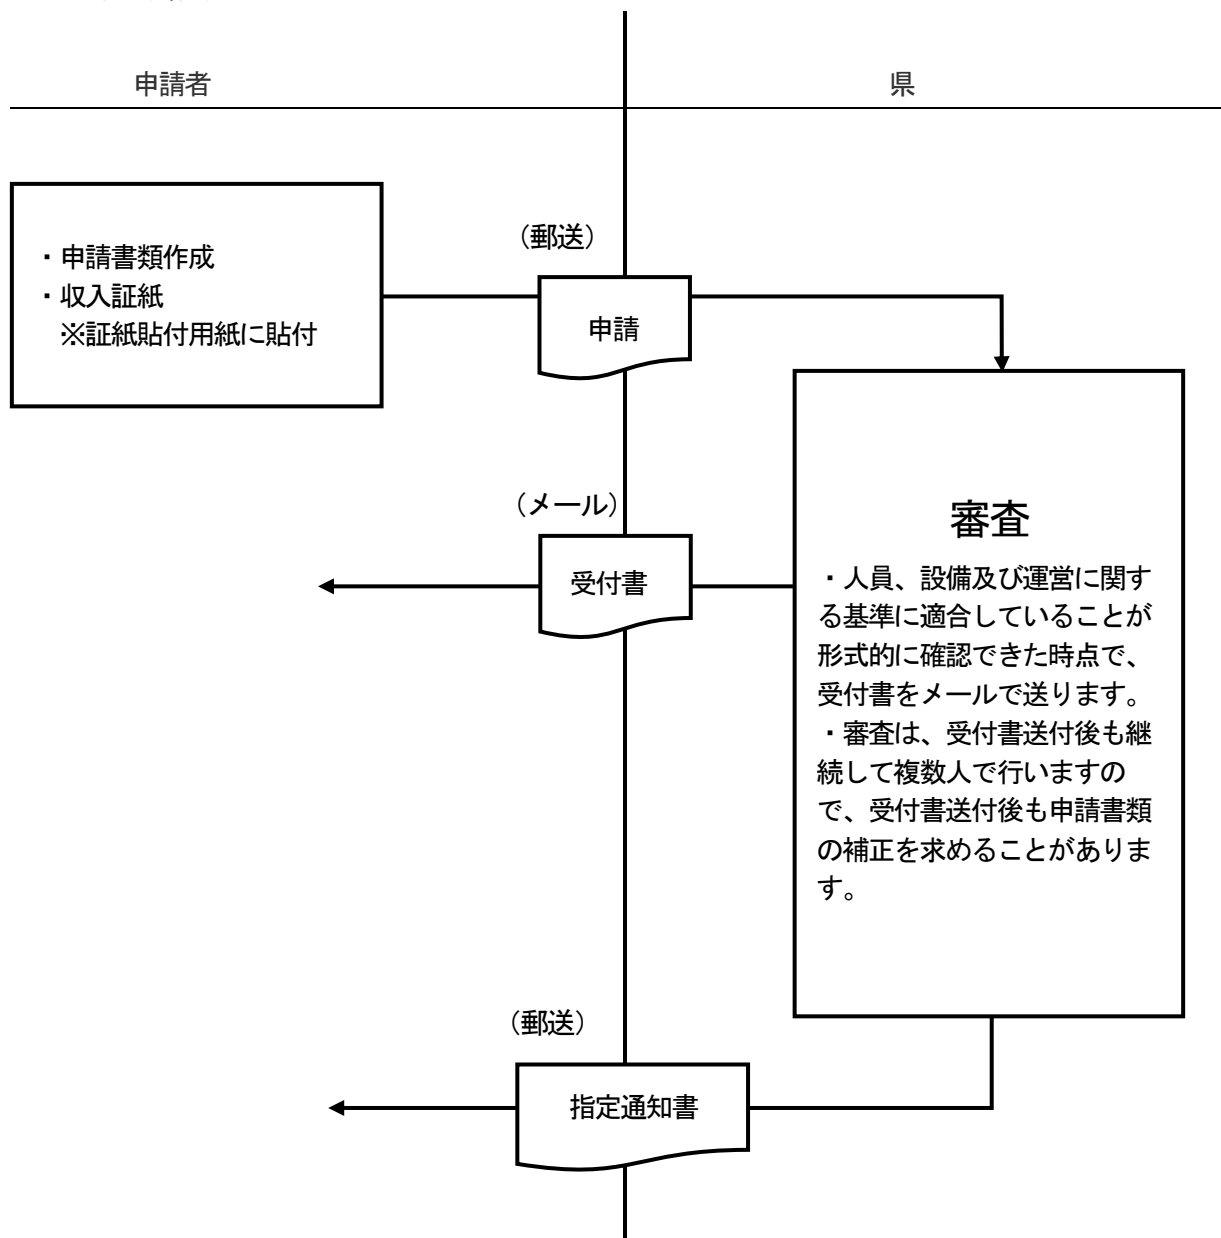 申請者
県
（郵送）
・申請書類作成
・収入証紙
※証紙貼付用紙に貼付
申請
（メール）
受付書
審査
・人員、設備及び運営に関す
る基準に適合していることが
形式的に確認できた時点で、
受付書をメールで送ります。
・審査は、受付書送付後も継
続して複数人で行いますの
で、受付書送付後も申請書類
の補正を求めることがありま
す。
（郵送）
指定通知書